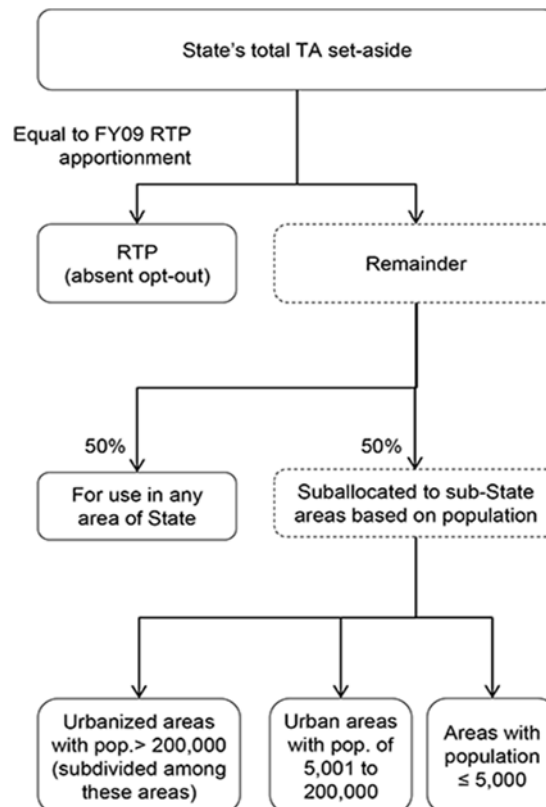 State's total TA set-aside
Equal to FY09 RTP
apportionment
RTP
(absent opt-out)
Remainder
50%
50%
For use in any
area of State
Suballocated to sub-State
areas based on population
Urbanized areas
with pop.> 200,000
(subdivided among
these areas)
Urban areas
with pop. of
5,001 to
200,000
Areas with
population
≤ 5,000